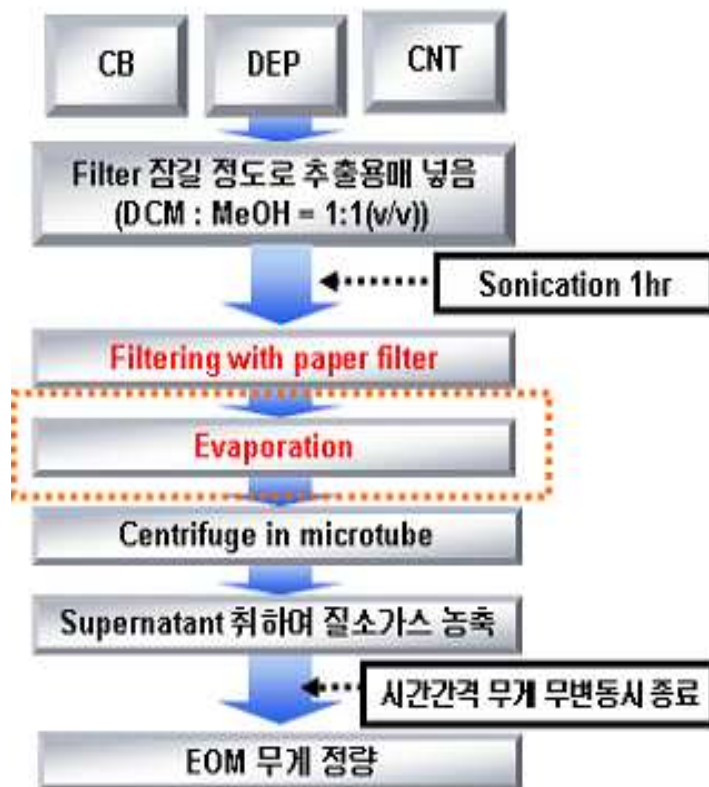 CB
DEP
CNT
Filter 잠길 정도로 추출용매 넣음
(DCM : MeOH = 1:1(v/v))
Sonication 1hr
Filtering with paper filter
Evaporation
Centrifuge in microtube
Supernatant 취하여 질소가스 농축
시간간격 무게 무변동시 종료
EOM 무게 정량